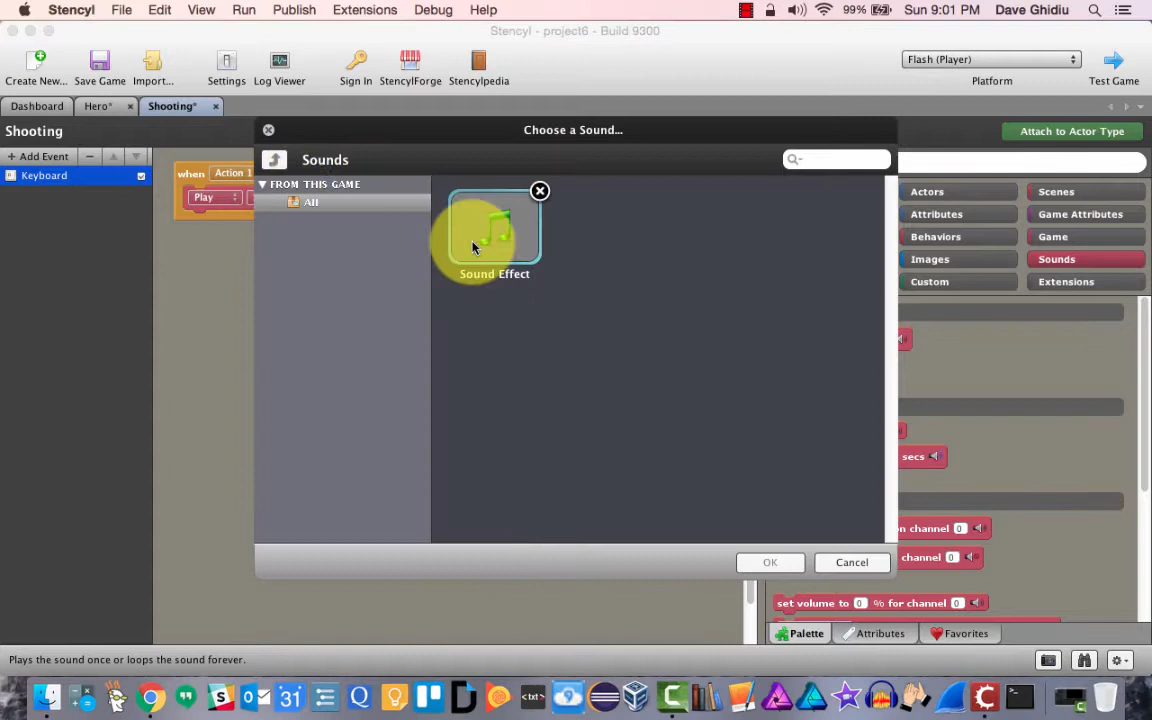 Stencyl File Edit View Run Publish Extensions Debug Help 99% Sun 9:01 PM Dave Ghidiu
Stencyl - project6 - Build 9300
Create New... Save Game Import... Settings Log Viewer Sign In StencylForge Stencylpedia Flash (Player) Platform Test Game
Dashboard Hero* Shooting*
Shooting
Choose a Sound...
Attach to Actor Type
Add Event
Sounds
Keyboard
when Action 1
Play
FROM THIS GAME
All
Sound Effect
Actors Scenes
Attributes Game Attributes
Behaviors Game
Images Sounds
Custom Extensions
secs
on channel 0
channel 0
OK Cancel
set volume to 0 % for channel 0
Palette Attributes Favorites
Plays the sound once or loops the sound forever.
31
<txt>